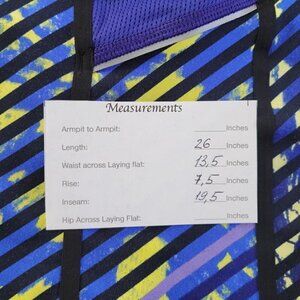 Measurements
Armpit to Armpit: Inches
Length: 26 Inches
Waist across Laying flat: 13,5 Inches
Rise: 7,5 Inches
Inseam: 19,5 Inches
Hip Across Laying Flat: Inches